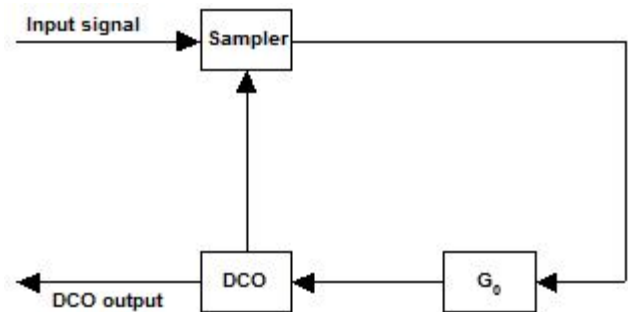 Input signal
Sampler
DCO
G₀
DCO output